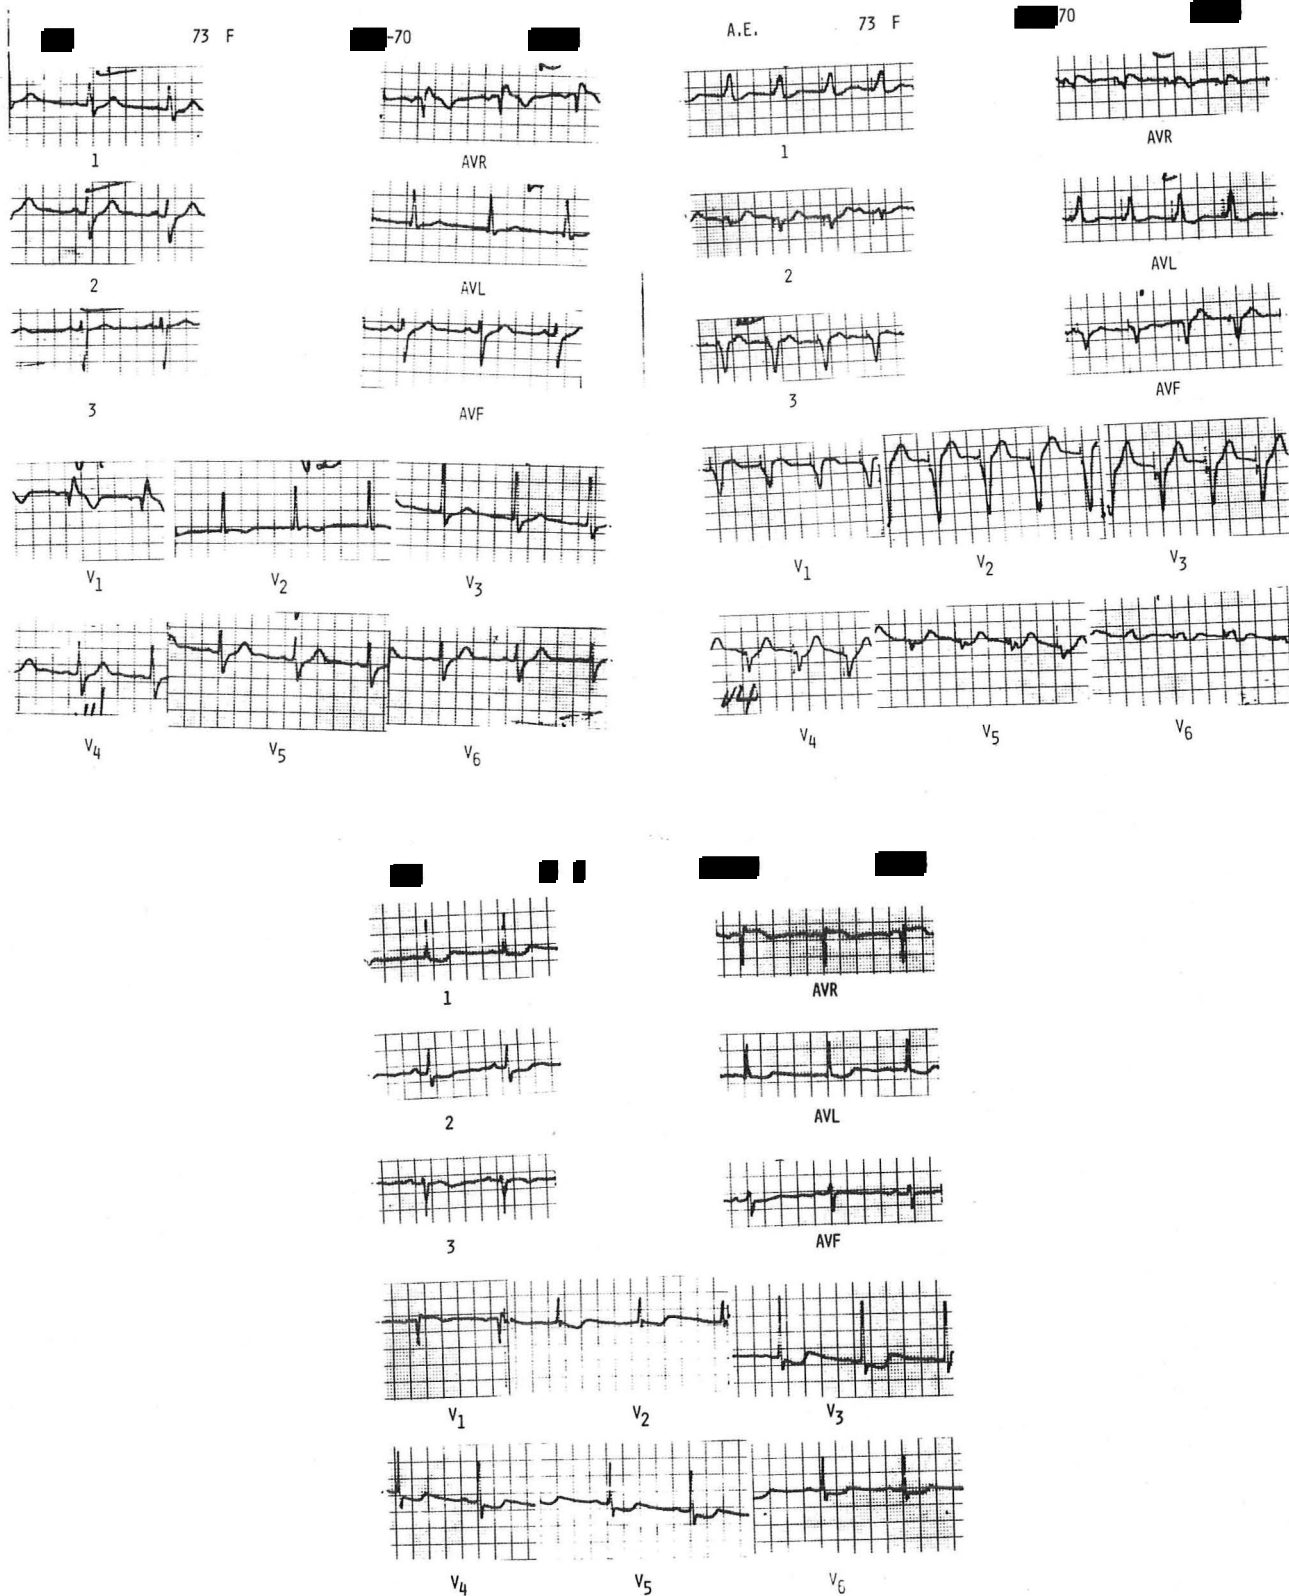 73 F -70
1 AVR
2 AVL
3 AVF
V1 V2 V3
V4 V5 V6
A.E. 73 F 70
1 AVR
2 AVL
3 AVF
V1 V2 V3
V4 V5 V6
1 AVR
2 AVL
3 AVF
V1 V2 V3
V4 V5 V6